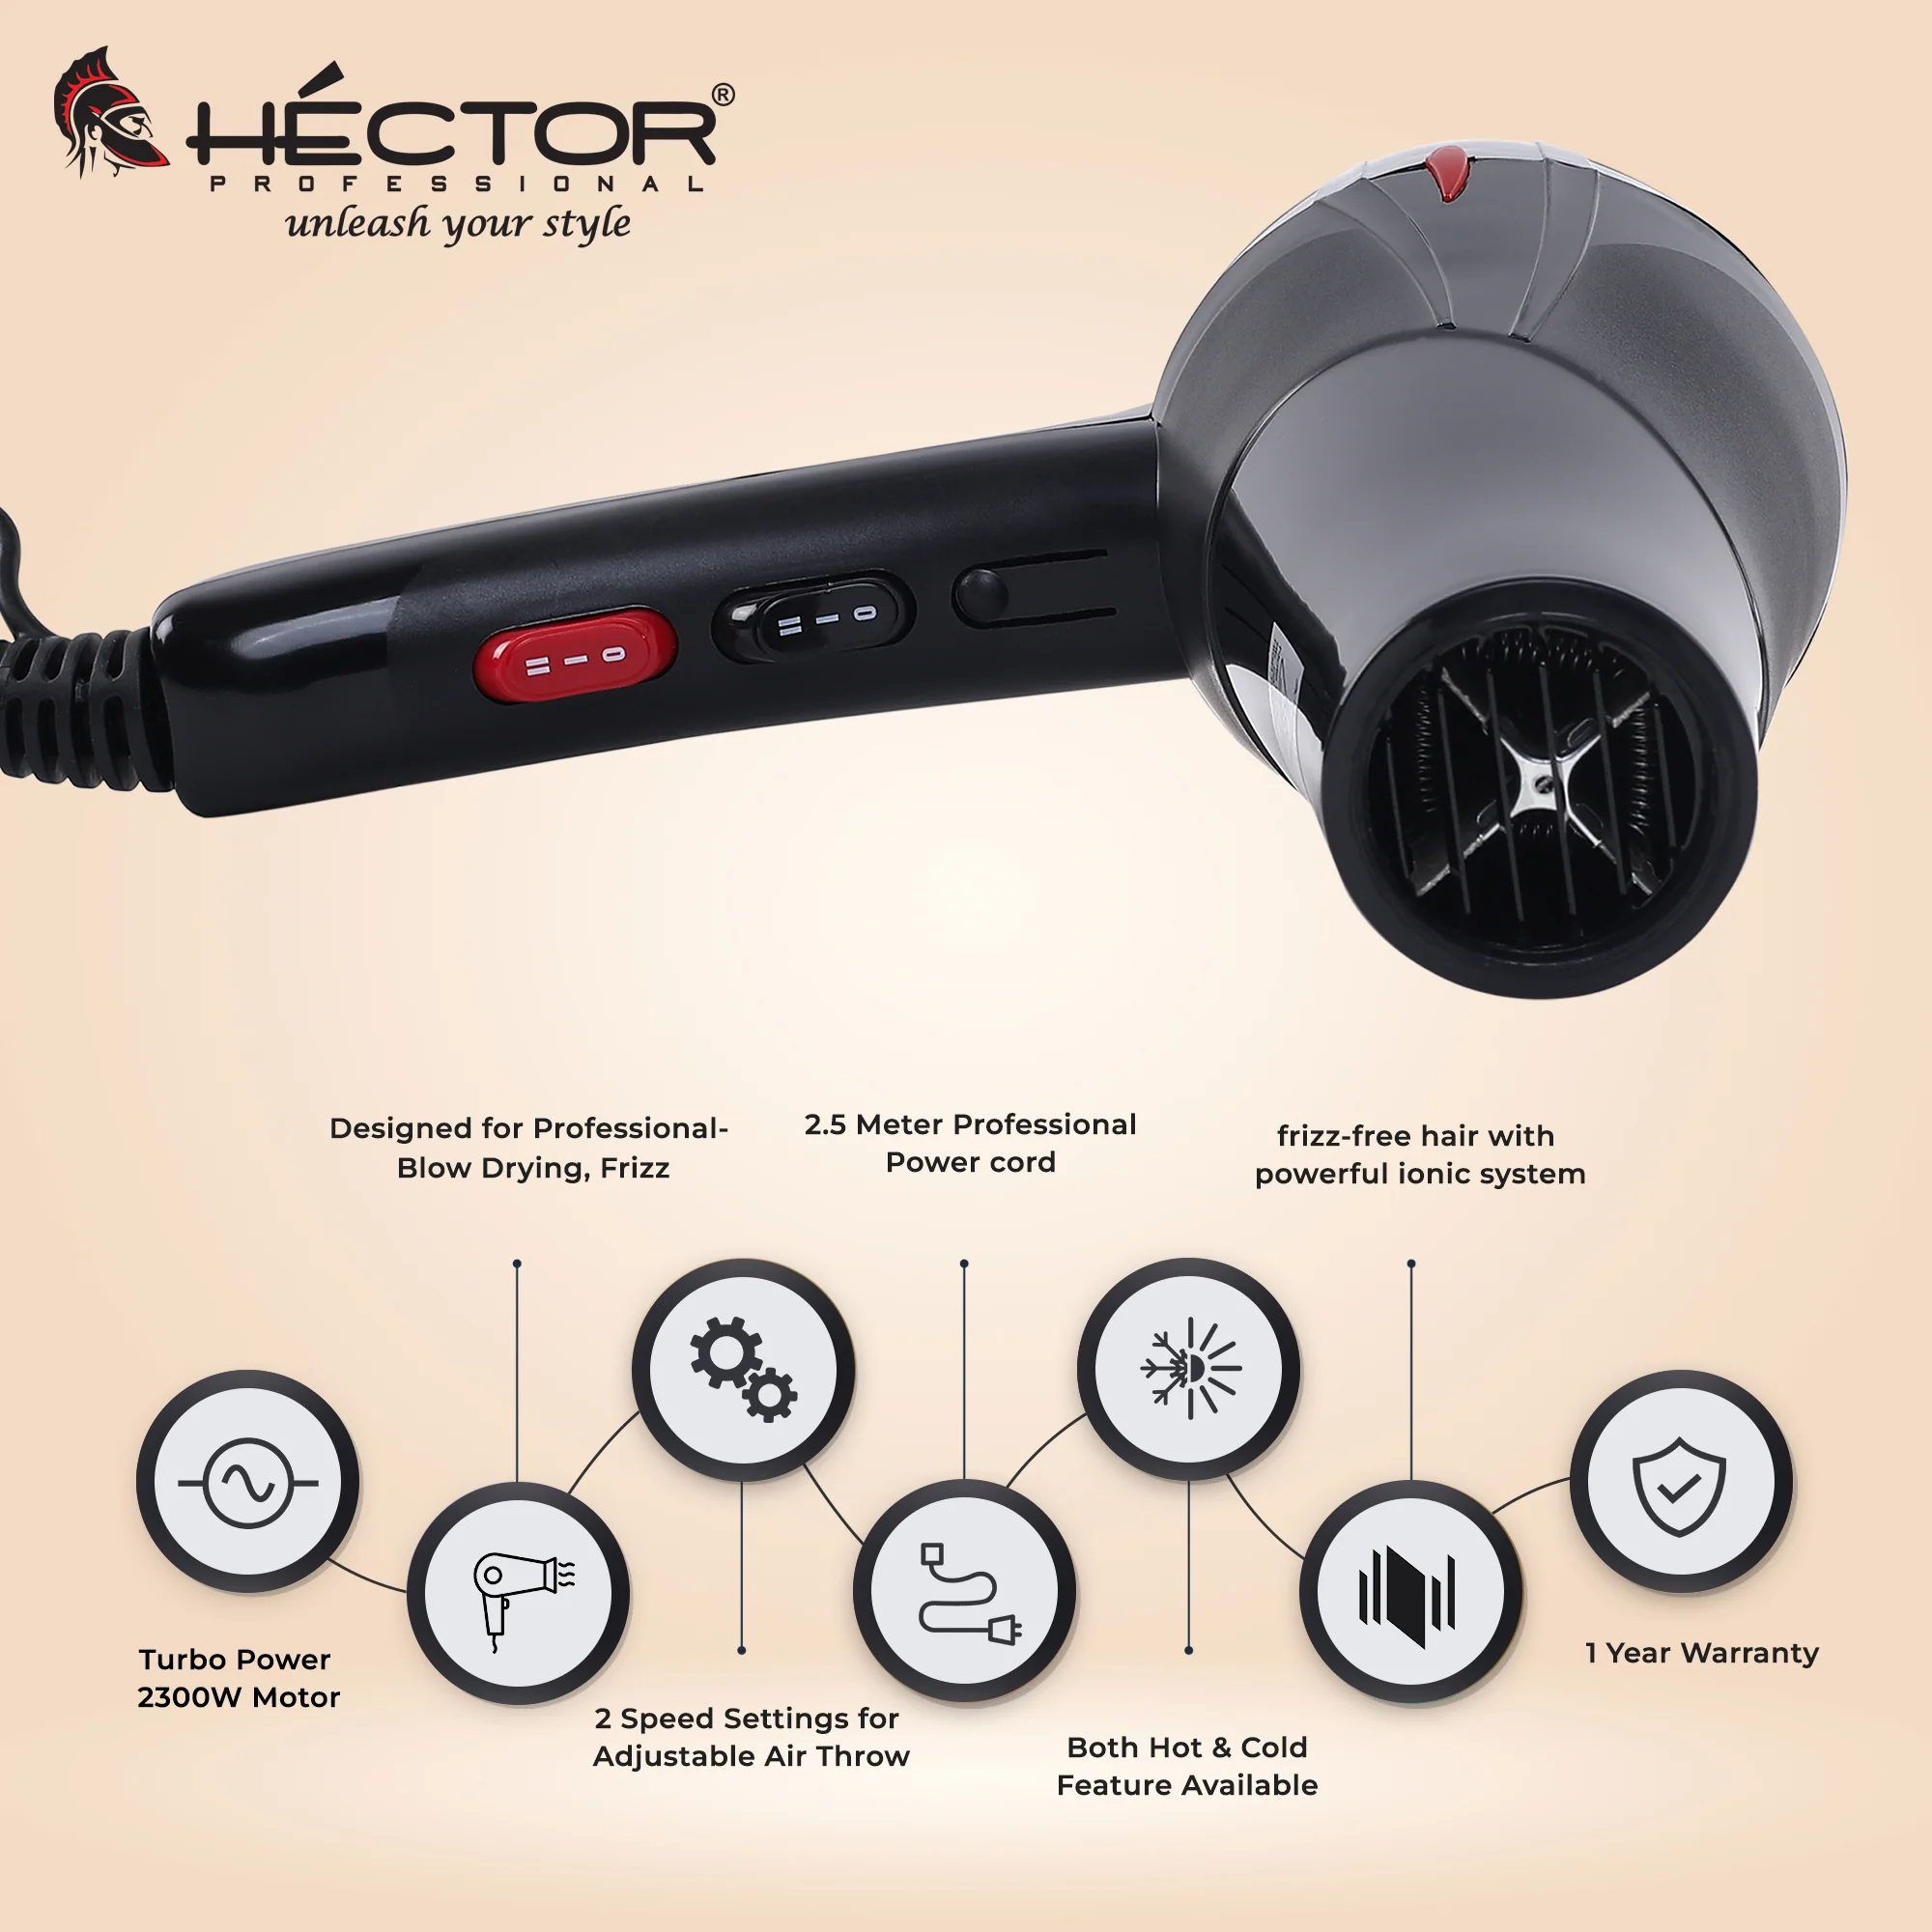 HÉCTOR®
PROFESSIONAL
unleash your style
II I O
II I O
Designed for Professional-
Blow Drying, Frizz
2.5 Meter Professional
Power cord
frizz-free hair with
powerful ionic system
Turbo Power
2300W Motor
2 Speed Settings for
Adjustable Air Throw
Both Hot & Cold
Feature Available
1 Year Warranty